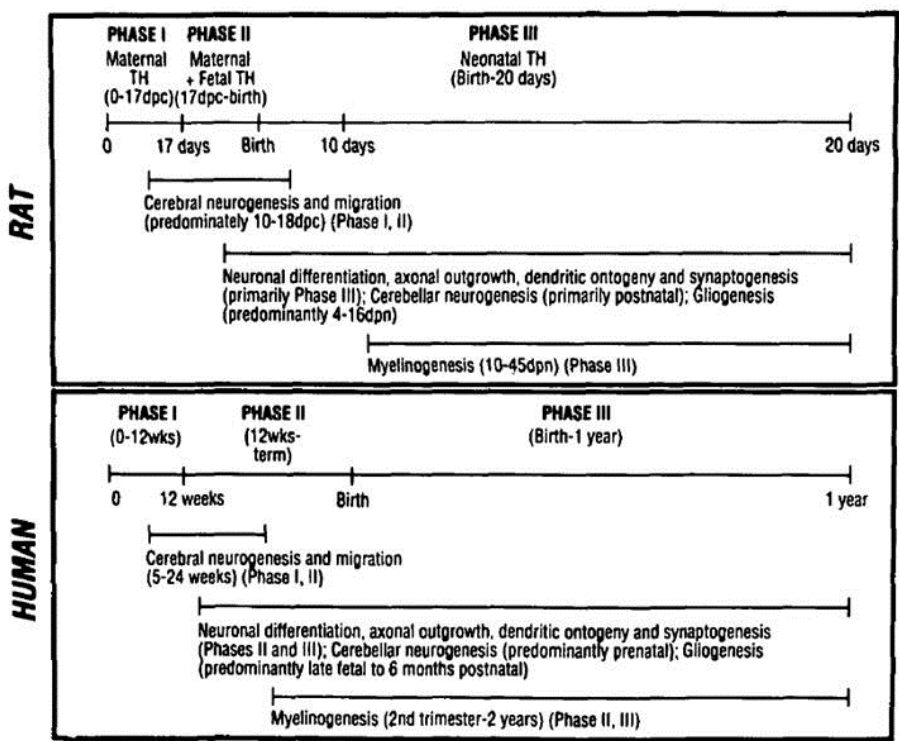 RAT
PHASE I
Maternal
TH
(0-17dpc)
PHASE II
Maternal
+ Fetal TH
(17dpc-birth)
PHASE III
Neonatal TH
(Birth-20 days)
0
17 days
Birth
10 days
20 days
Cerebral neurogenesis and migration
(predominately 10-18dpc) (Phase I, II)
Neuronal differentiation, axonal outgrowth, dendritic ontogeny and synaptogenesis
(primarily Phase III); Cerebellar neurogenesis (primarily postnatal); Gliogenesis
(predominantly 4-16dpn)
Myelinogenesis (10-45dpn) (Phase III)
HUMAN
PHASE I
(0-12wks)
PHASE II
(12wks-
term)
PHASE III
(Birth-1 year)
0
12 weeks
Birth
1 year
Cerebral neurogenesis and migration
(5-24 weeks) (Phase I, II)
Neuronal differentiation, axonal outgrowth, dendritic ontogeny and synaptogenesis
(Phases II and III); Cerebellar neurogenesis (predominantly prenatal); Gliogenesis
(predominantly late fetal to 6 months postnatal)
Myelinogenesis (2nd trimester-2 years) (Phase II, III)